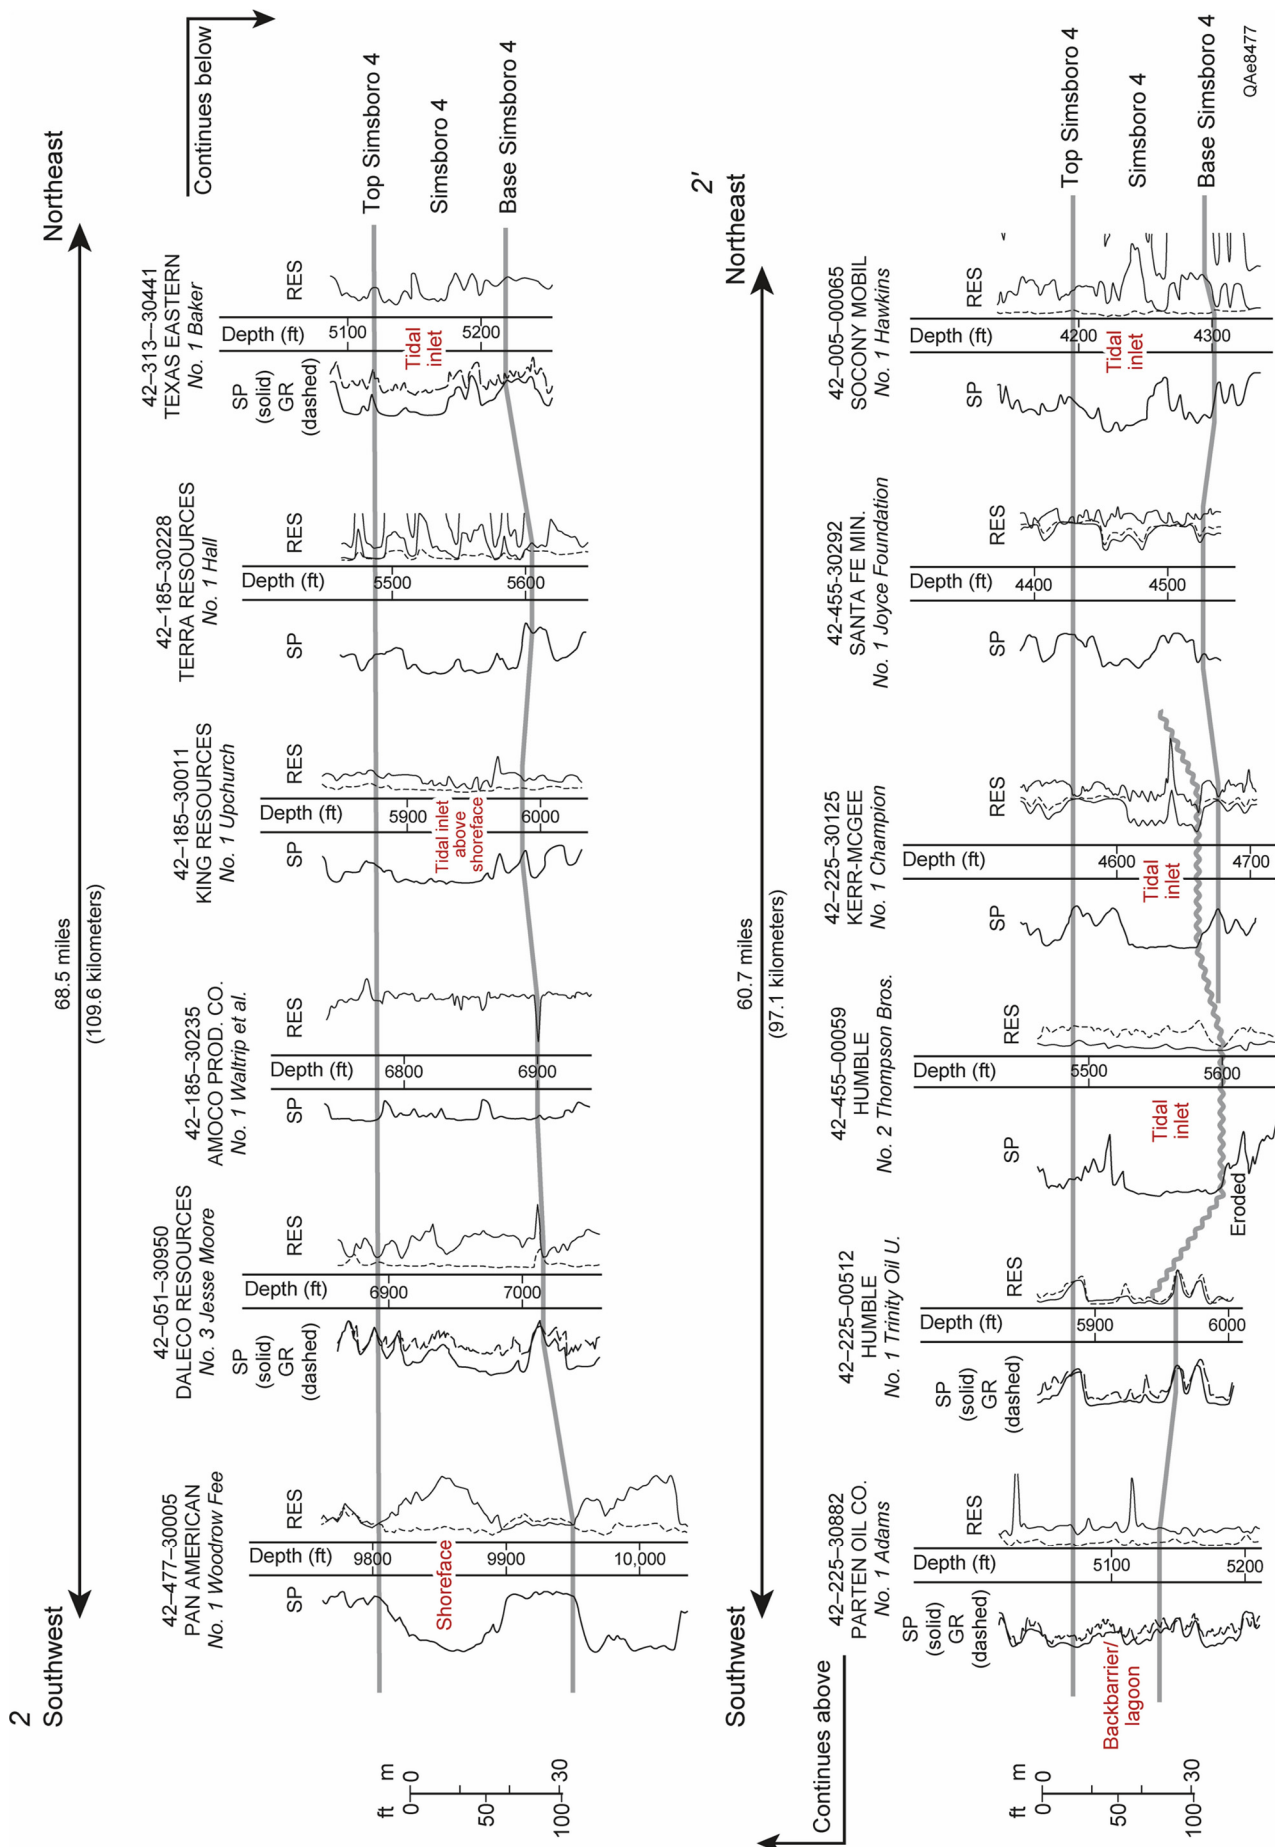 2
Southwest
68.5 miles
(109.6 kilometers)
Northeast
Continues below
ft m
0 0
50
100 30
42–477–30005
PAN AMERICAN
No. 1 Woodrow Fee
SP
Depth (ft)
RES
9800
9900
10,000
Shoreface
42–051–30950
DALECO RESOURCES
No. 3 Jesse Moore
SP
(solid)
GR
(dashed)
Depth (ft)
RES
6900
7000
42–185–30235
AMOCO PROD. CO.
No. 1 Waltrip et al.
SP
Depth (ft)
RES
6800
6900
42–185–30011
KING RESOURCES
No. 1 Upchurch
SP
Depth (ft)
RES
5900
6000
Tidal inlet
above
shoreface
42–185–30228
TERRA RESOURCES
No. 1 Hall
SP
Depth (ft)
RES
5500
5600
42–313—30441
TEXAS EASTERN
No. 1 Baker
SP
(solid)
GR
(dashed)
Depth (ft)
RES
5100
5200
Tidal
inlet
Top Simsboro 4
Simsboro 4
Base Simsboro 4
2'
Southwest
60.7 miles
(97.1 kilometers)
Northeast
Continues above
ft m
0 0
50
100 30
42–225–30882
PARTEN OIL CO.
No. 1 Adams
SP
(solid)
GR
(dashed)
Depth (ft)
RES
5100
5200
Backbarrier/
lagoon
42–225–00512
HUMBLE
No. 1 Trinity Oil U.
SP
(solid)
GR
(dashed)
Depth (ft)
RES
5900
6000
Eroded
42–455–00059
HUMBLE
No. 2 Thompson Bros.
SP
Depth (ft)
RES
5500
5600
Tidal
inlet
42–225–30125
KERR-MCGEE
No. 1 Champion
SP
Depth (ft)
RES
4600
4700
Tidal
inlet
42-455-30292
SANTA FE MIN.
No. 1 Joyce Foundation
SP
Depth (ft)
RES
4400
4500
42–005–00065
SOCONY MOBIL
No. 1 Hawkins
SP
Depth (ft)
RES
4200
4300
Tidal
inlet
Top Simsboro 4
Simsboro 4
Base Simsboro 4
QAe8477